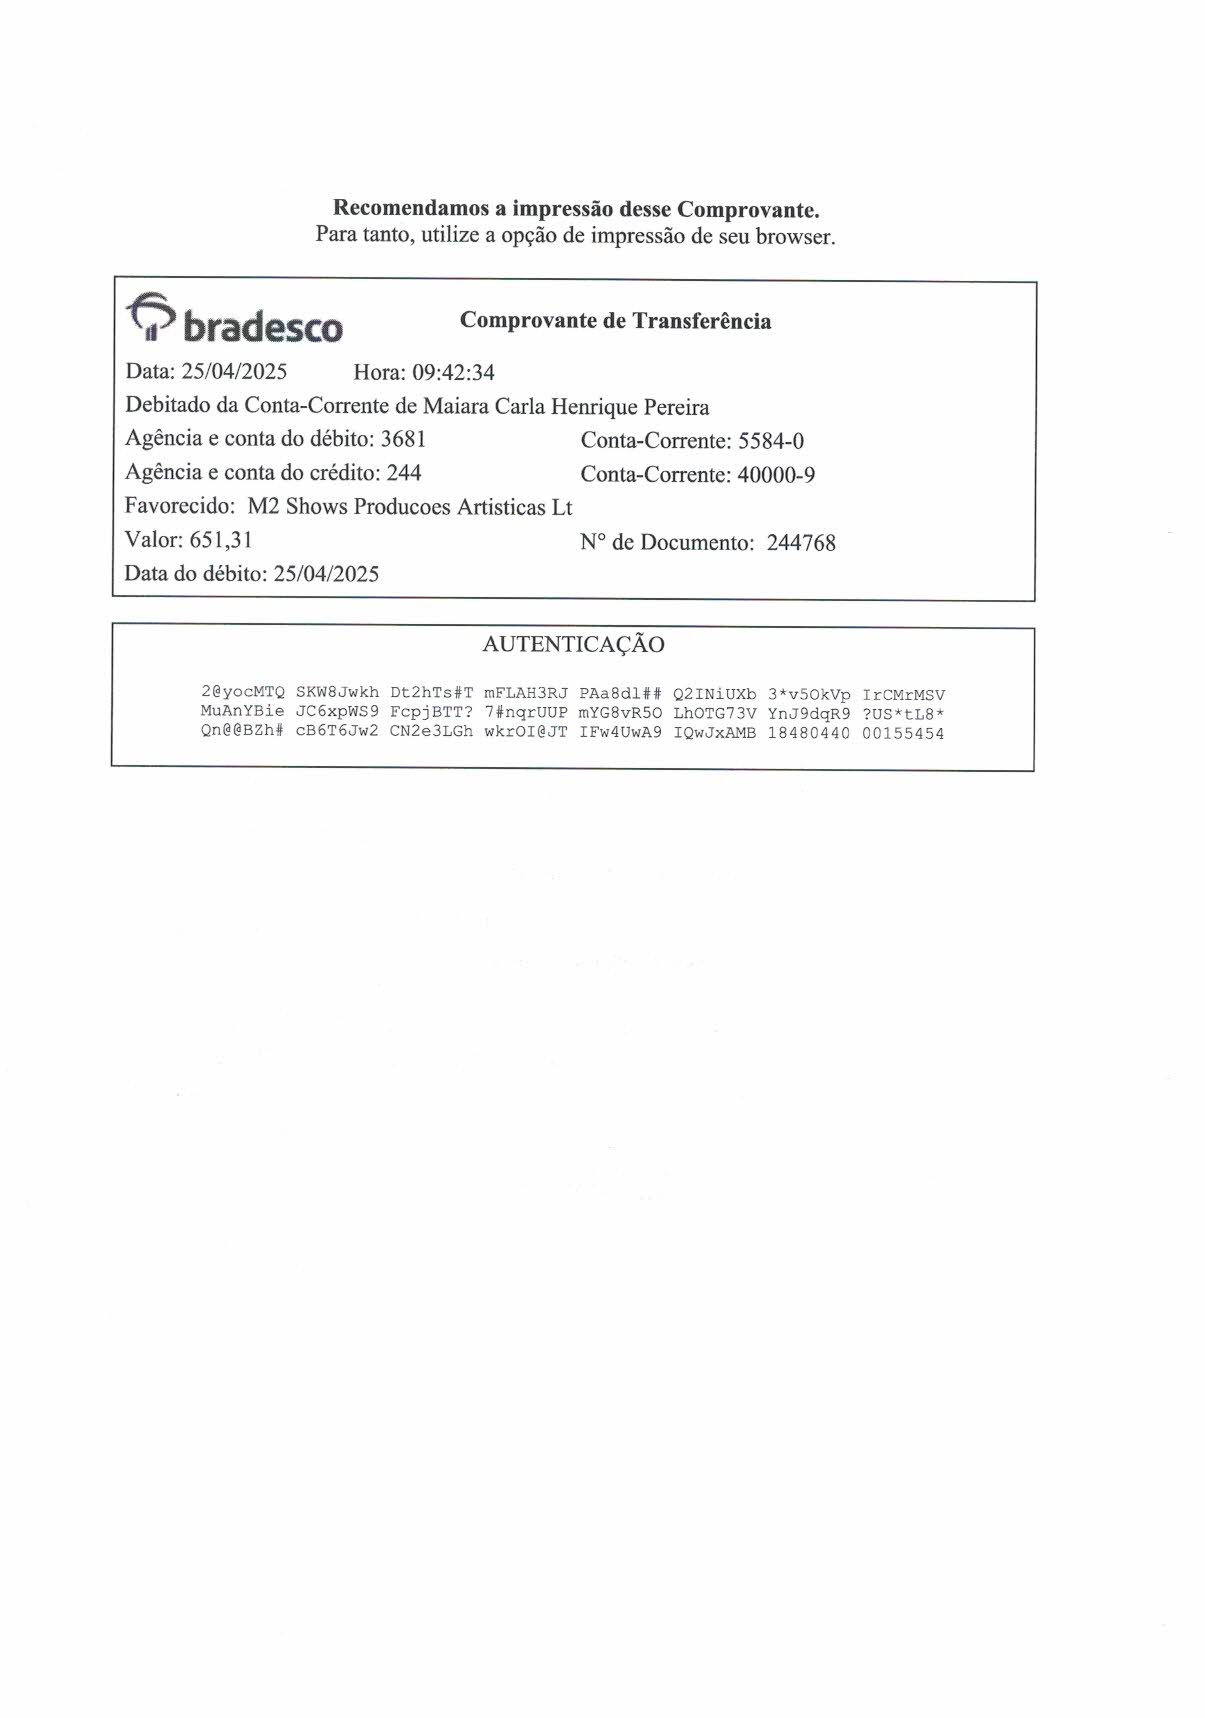 Recomendamos a impressão desse Comprovante.
Para tanto, utilize a opção de impressão de seu browser.
bradesco
Comprovante de Transferência
Data: 25/04/2025 Hora: 09:42:34
Debitado da Conta-Corrente de Maiara Carla Henrique Pereira
Agência e conta do débito: 3681 Conta-Corrente: 5584-0
Agência e conta do crédito: 244 Conta-Corrente: 40000-9
Favorecido: M2 Shows Producoes Artisticas Lt
Valor: 651,31 Nº de Documento: 244768
Data do débito: 25/04/2025
AUTENTICAÇÃO
2@yocMTQ SKW8Jwkh Dt2hTs#T mFLAH3RJ PAa8dl## Q2INiUXb 3*v5OkVp IrCMrMSV
MuAnYBie JC6xpWS9 FcpjBTT? 7#nqrUUP mYG8vR5O LhOTG73V YnJ9dqR9 ?US*tL8*
Qn@@BZh# cB6T6Jw2 CN2e3LGh wkrOI@JT IFw4UwA9 IQwJxAMB 18480440 00155454